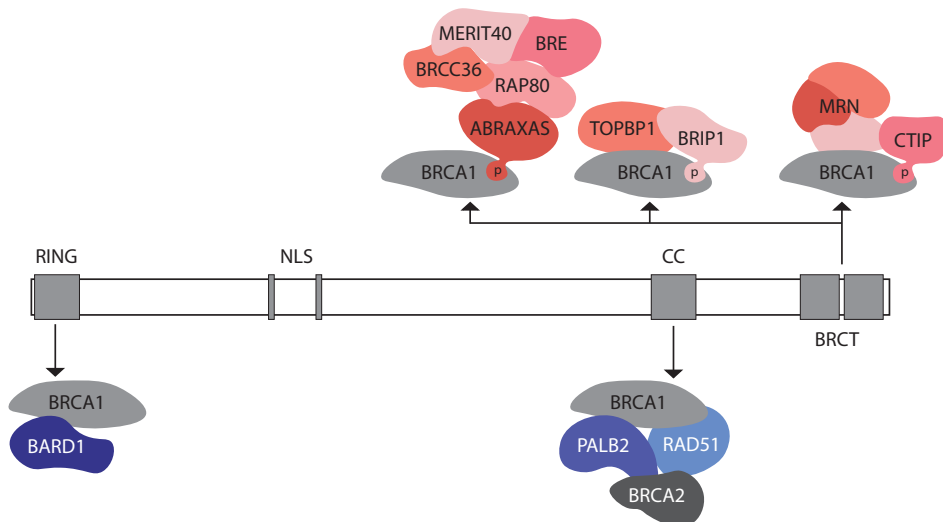 MERIT40
BRE
BRCC36
RAP80
ABRAXAS
BRCA1
p
TOPBP1
BRIP1
BRCA1
p
MRN
CTIP
BRCA1
p
RING
NLS
CC
BRCT
BRCA1
BARD1
BRCA1
PALB2
RAD51
BRCA2